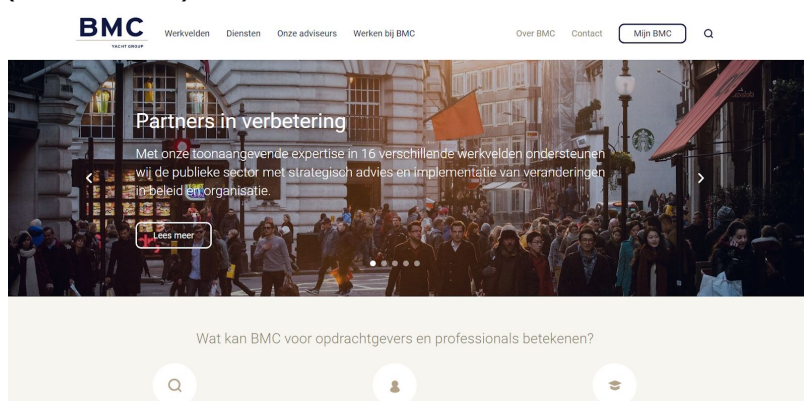 BMC
YACHT GROUP
Werkvelden Diensten Onze adviseurs Werken bij BMC Over BMC Contact Mijn BMC
Partners in verbetering
Met onze toonaangevende expertise in 16 verschillende werkvelden ondersteunen
wij de publieke sector met strategisch advies en implementatie van veranderingen
in beleid en organisatie.
Lees meer
Wat kan BMC voor opdrachtgevers en professionals betekenen?